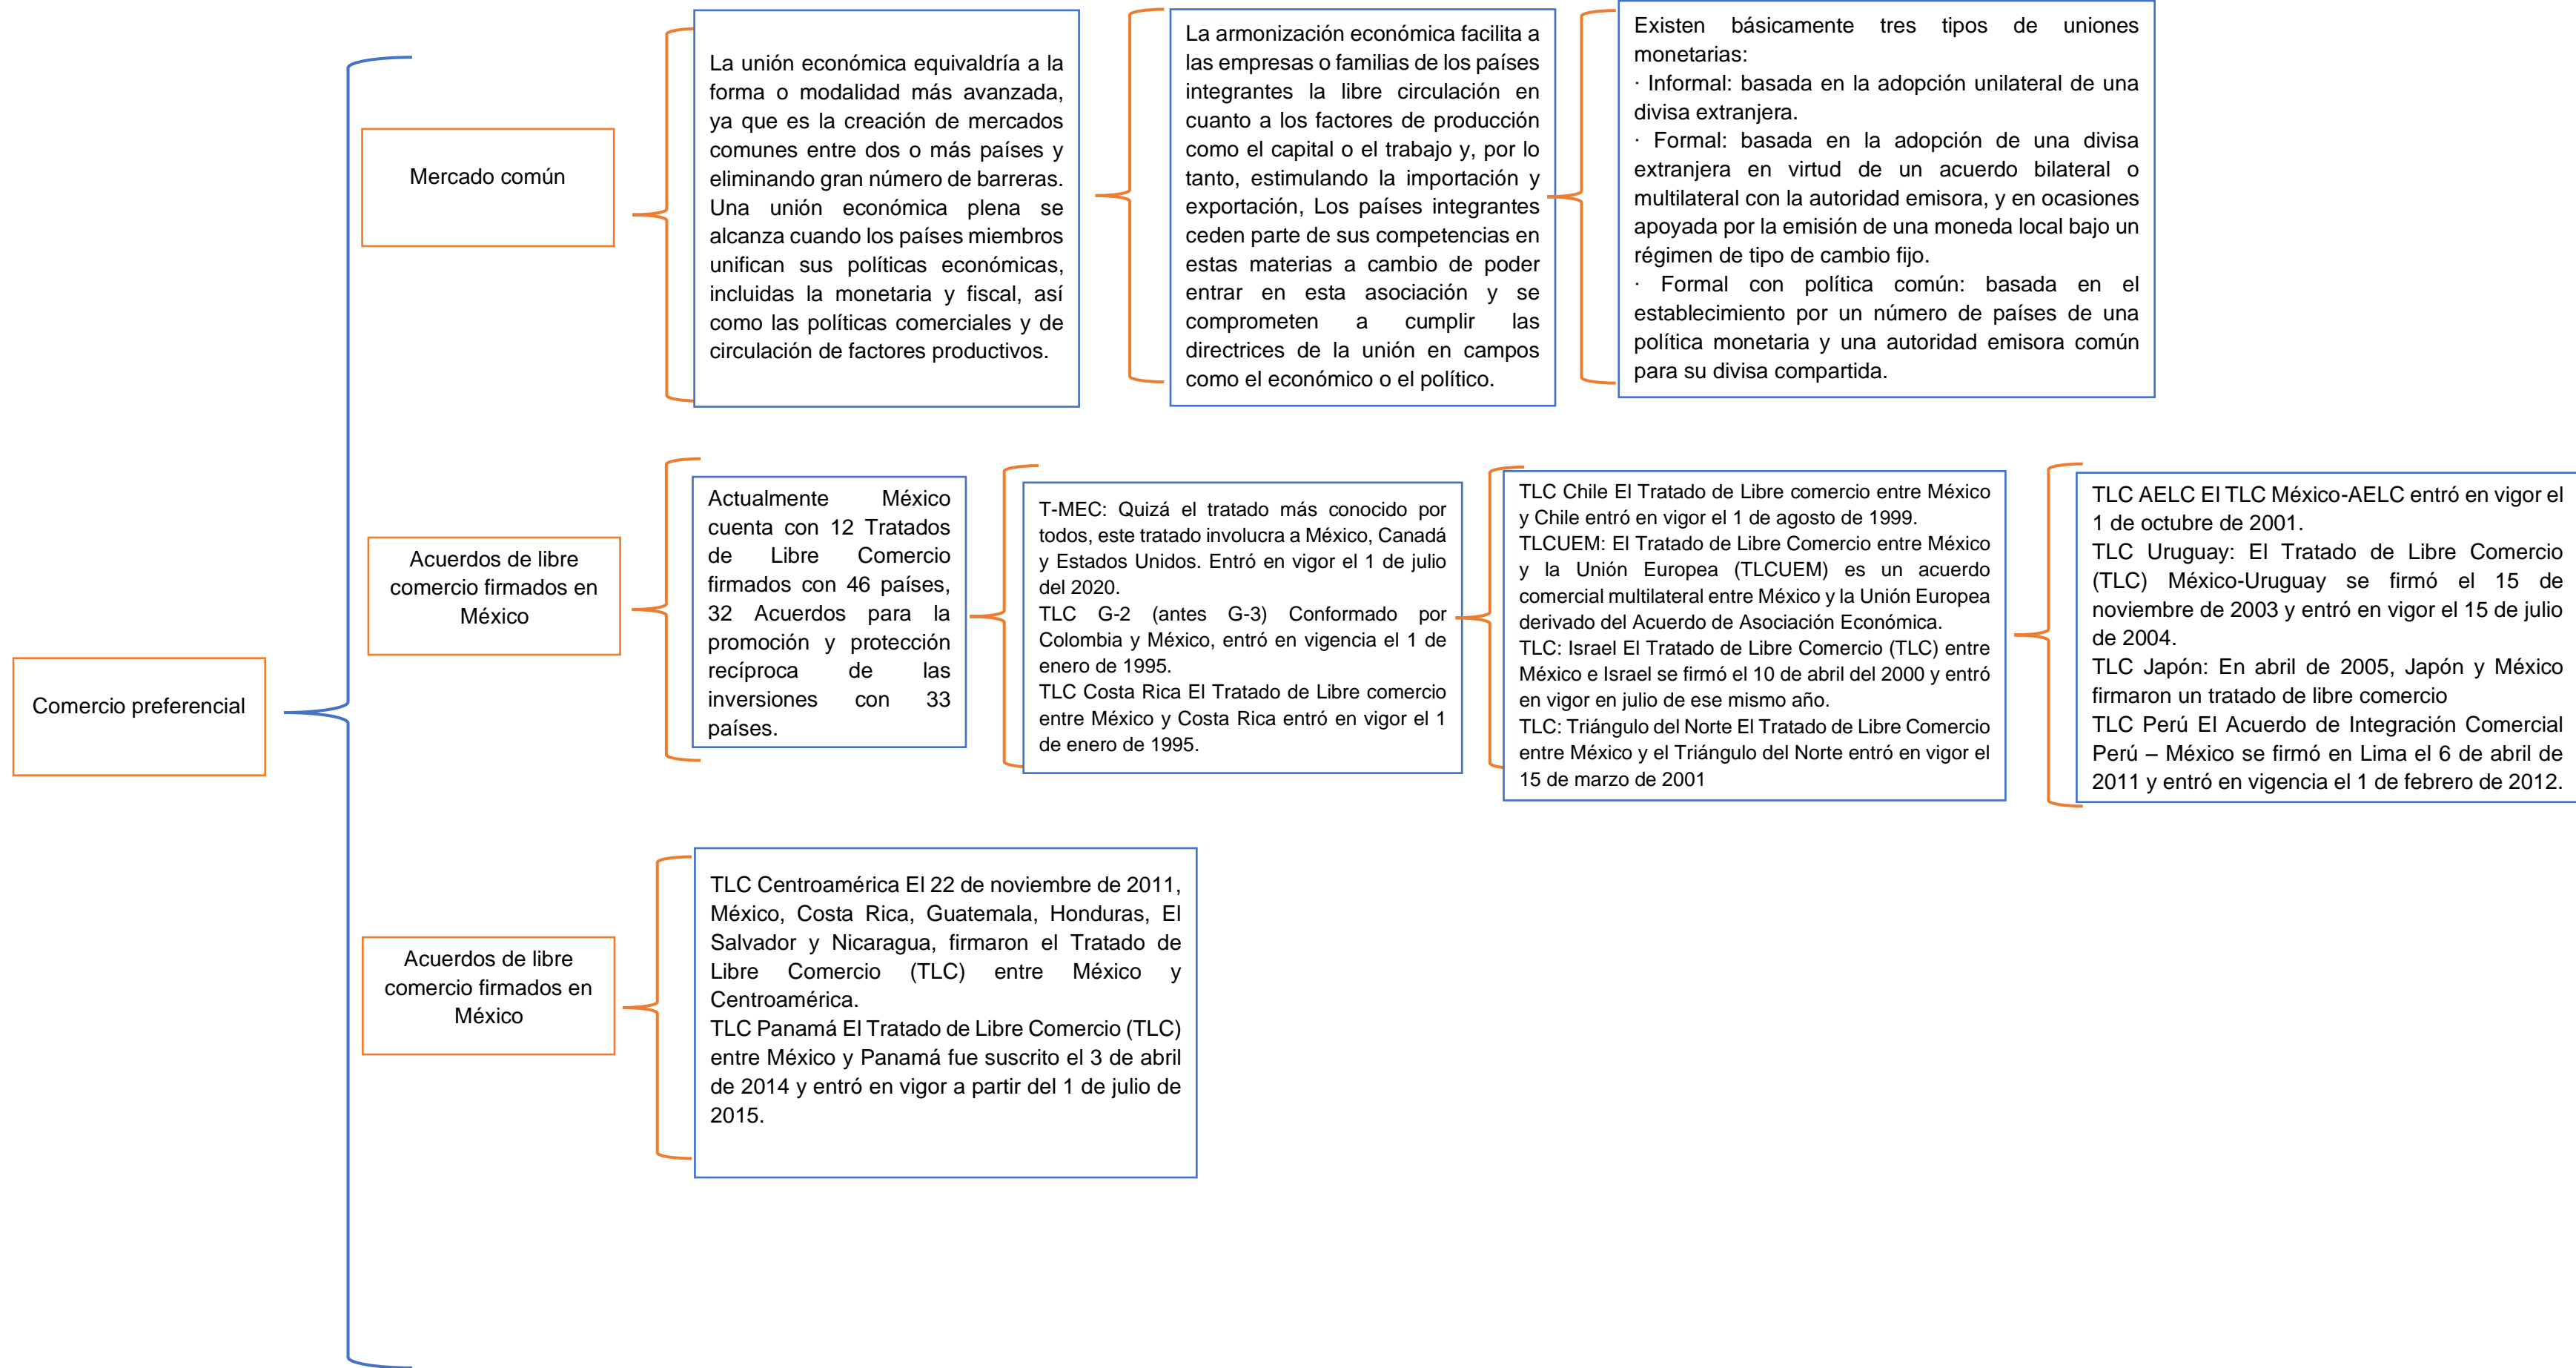 Comercio preferencial
Mercado común
La unión económica equivaldría a la
forma o modalidad más avanzada,
ya que es la creación de mercados
comunes entre dos o más países y
eliminando gran número de barreras.
Una unión económica plena se
alcanza cuando los países miembros
unifican sus políticas económicas,
incluidas la monetaria y fiscal, así
como las políticas comerciales y de
circulación de factores productivos.
La armonización económica facilita a
las empresas o familias de los países
integrantes la libre circulación en
cuanto a los factores de producción
como el capital o el trabajo y, por lo
tanto, estimulando la importación y
exportación, Los países integrantes
ceden parte de sus competencias en
estas materias a cambio de poder
entrar en esta asociación y se
comprometen a cumplir las
directrices de la unión en campos
como el económico o el político.
Existen básicamente tres tipos de uniones
monetarias:
· Informal: basada en la adopción unilateral de una
divisa extranjera.
· Formal: basada en la adopción de una divisa
extranjera en virtud de un acuerdo bilateral o
multilateral con la autoridad emisora, y en ocasiones
apoyada por la emisión de una moneda local bajo un
régimen de tipo de cambio fijo.
· Formal con política común: basada en el
establecimiento por un número de países de una
política monetaria y una autoridad emisora común
para su divisa compartida.
Acuerdos de libre
comercio firmados en
México
Actualmente México
cuenta con 12 Tratados
de Libre Comercio
firmados con 46 países,
32 Acuerdos para la
promoción y protección
recíproca de las
inversiones con 33
países.
T-MEC: Quizá el tratado más conocido por
todos, este tratado involucra a México, Canadá
y Estados Unidos. Entró en vigor el 1 de julio
del 2020.
TLC G-2 (antes G-3) Conformado por
Colombia y México, entró en vigencia el 1 de
enero de 1995.
TLC Costa Rica El Tratado de Libre comercio
entre México y Costa Rica entró en vigor el 1
de enero de 1995.
TLC Chile El Tratado de Libre comercio entre México
y Chile entró en vigor el 1 de agosto de 1999.
TLCUEM: El Tratado de Libre Comercio entre México
y la Unión Europea (TLCUEM) es un acuerdo
comercial multilateral entre México y la Unión Europea
derivado del Acuerdo de Asociación Económica.
TLC: Israel El Tratado de Libre Comercio (TLC) entre
México e Israel se firmó el 10 de abril del 2000 y entró
en vigor en julio de ese mismo año.
TLC: Triángulo del Norte El Tratado de Libre Comercio
entre México y el Triángulo del Norte entró en vigor el
15 de marzo de 2001
TLC AELC El TLC México-AELC entró en vigor el
1 de octubre de 2001.
TLC Uruguay: El Tratado de Libre Comercio
(TLC) México-Uruguay se firmó el 15 de
noviembre de 2003 y entró en vigor el 15 de julio
de 2004.
TLC Japón: En abril de 2005, Japón y México
firmaron un tratado de libre comercio
TLC Perú El Acuerdo de Integración Comercial
Perú – México se firmó en Lima el 6 de abril de
2011 y entró en vigencia el 1 de febrero de 2012.
Acuerdos de libre
comercio firmados en
México
TLC Centroamérica El 22 de noviembre de 2011,
México, Costa Rica, Guatemala, Honduras, El
Salvador y Nicaragua, firmaron el Tratado de
Libre Comercio (TLC) entre México y
Centroamérica.
TLC Panamá El Tratado de Libre Comercio (TLC)
entre México y Panamá fue suscrito el 3 de abril
de 2014 y entró en vigor a partir del 1 de julio de
2015.